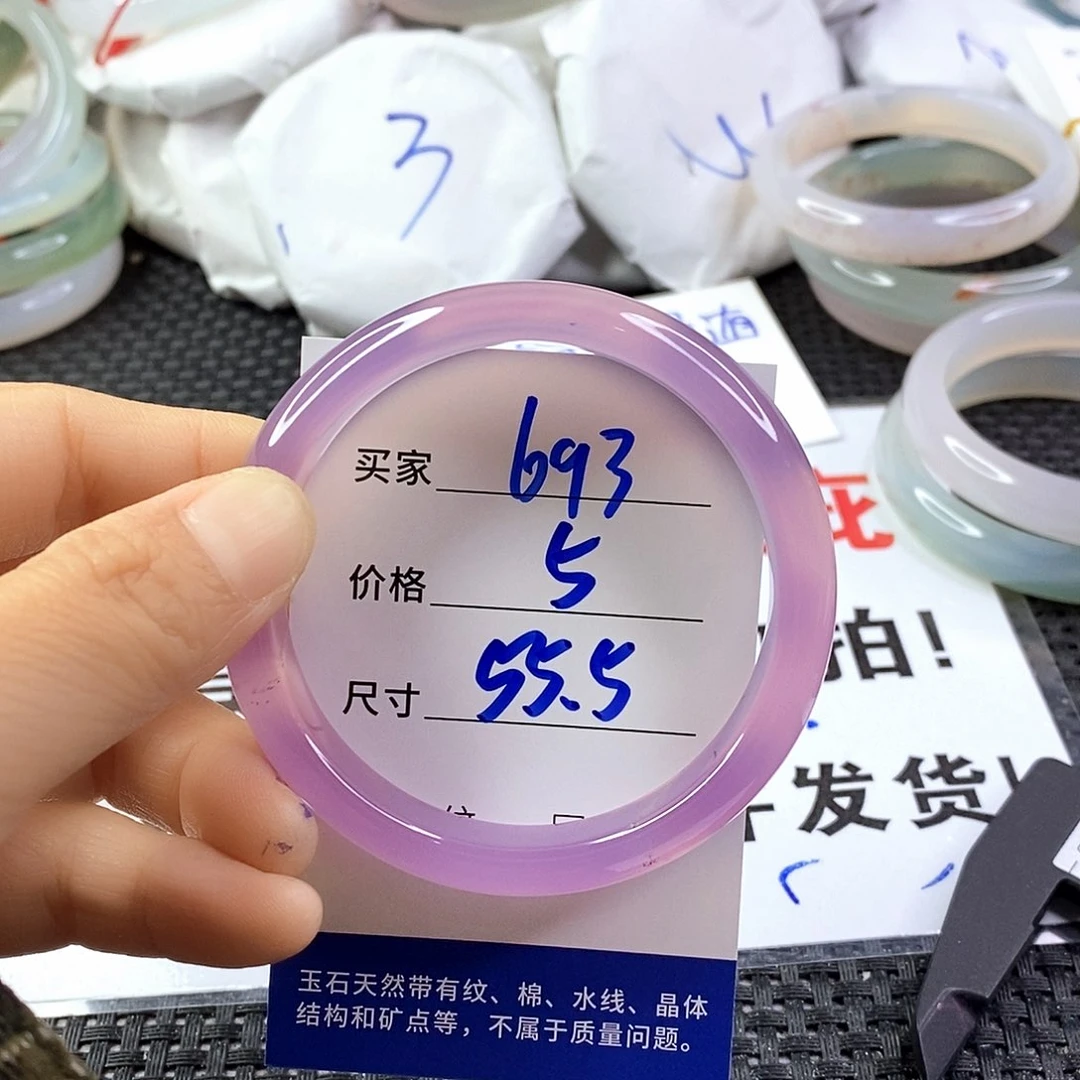 3
买家 693
价格 5
尺寸 55.5
拍!
发货!
玉石天然带有纹、棉、水线、晶体
结构和矿点等，不属于质量问题。